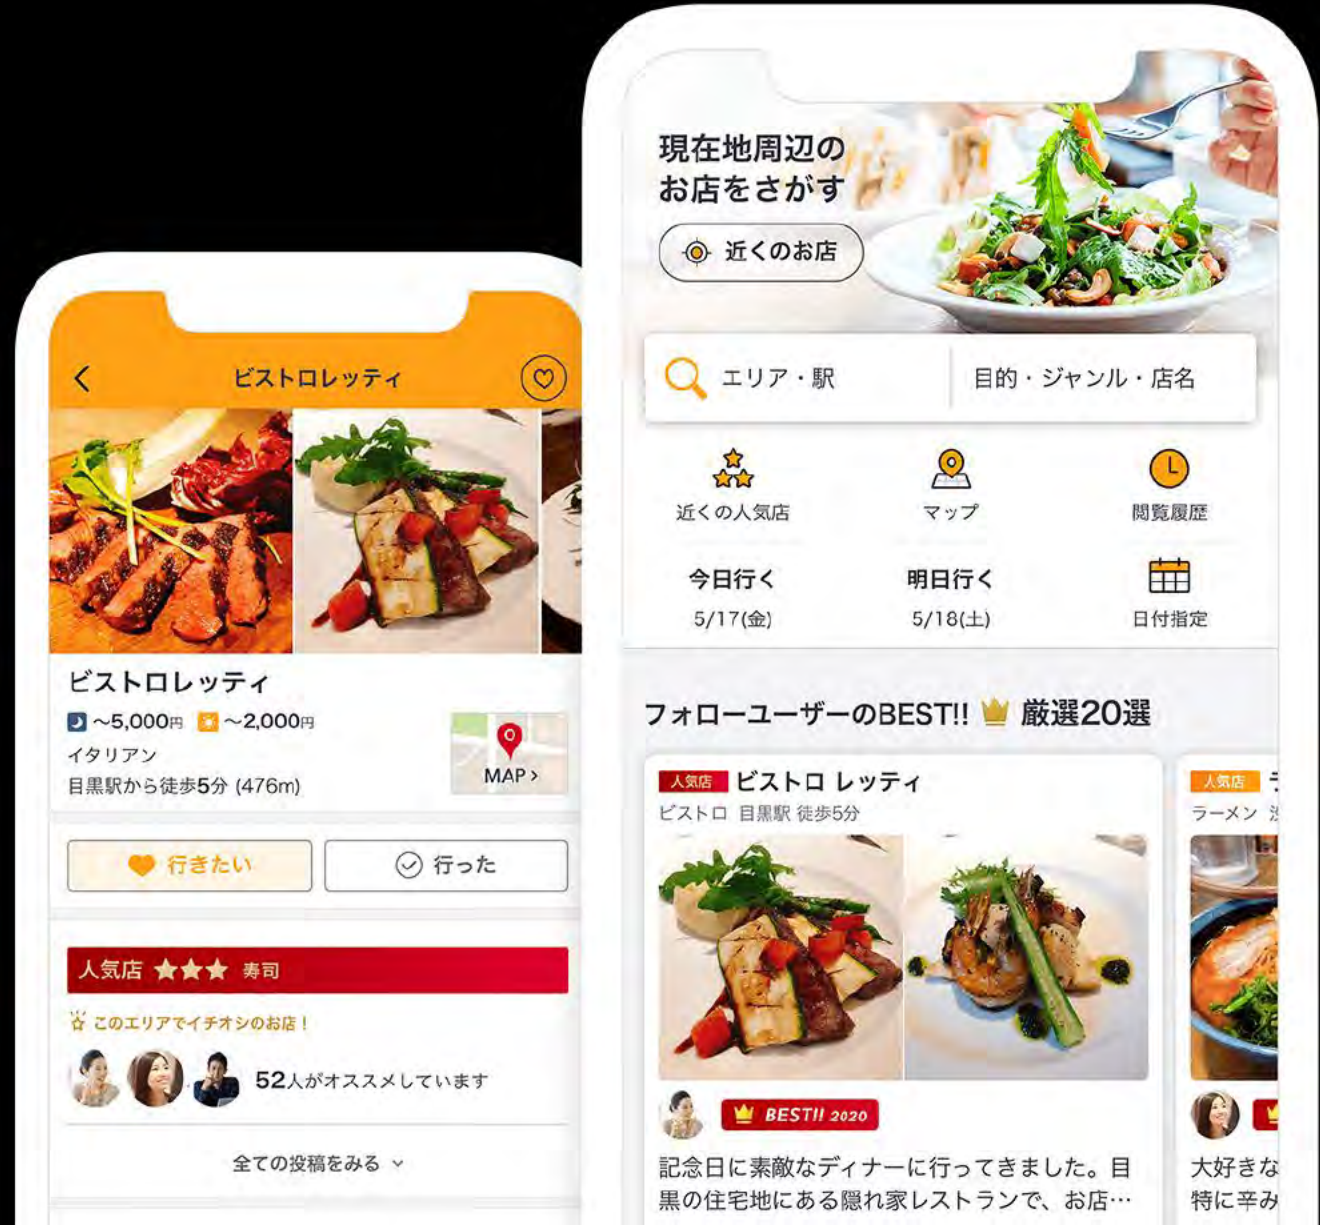 ビストロレッティ
ビストロレッティ
~5,000円 ~2,000円
イタリアン
目黒駅から徒歩5分 (476m)
MAP
行きたい 行った
人気店 ★★★ 寿司
このエリアでイチオシのお店！
52人がオススメしています
全ての投稿をみる
現在地周辺の
お店をさがす
近くのお店
エリア・駅 目的・ジャンル・店名
近くの人気店 マップ 閲覧履歴
今日行く 明日行く
5/17(金) 5/18(土) 日付指定
フォローユーザーのBEST!! 厳選20選
人気店 ビストロ レッティ
ビストロ 目黒駅 徒歩5分
BEST!! 2020
記念日に素敵なディナーに行ってきました。目
黒の住宅地にある隠れ家レストランで、お店…
人気店
ラーメン
大好きな
特に辛み